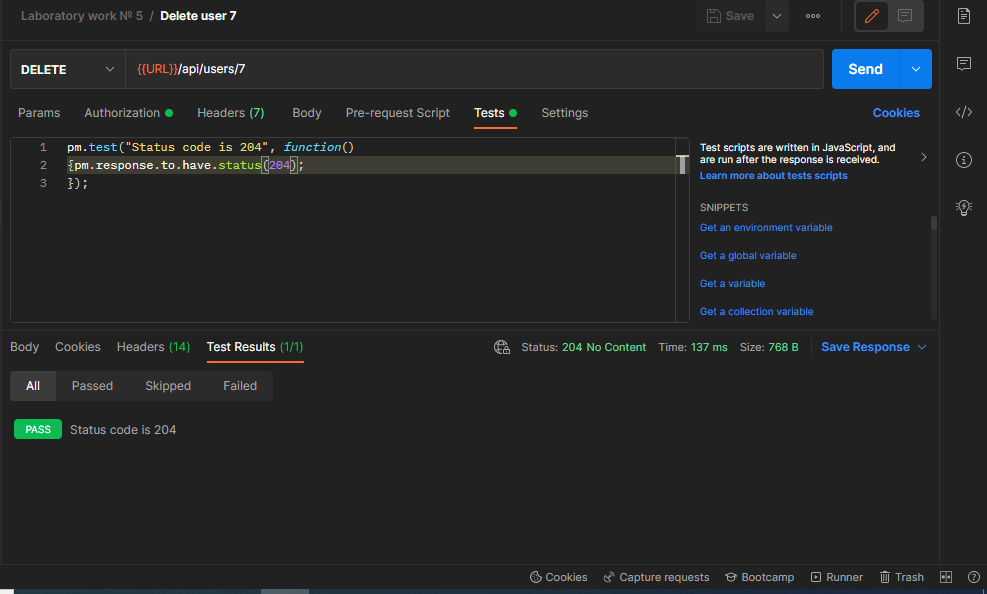 Laboratory work № 5 / Delete user 7
Save
DELETE
{{URL}}/api/users/7
Send
Params
Authorization
Headers (7)
Body
Pre-request Script
Tests
Settings
Cookies
1 pm.test("Status code is 204", function()
2 {pm.response.to.have.status(204);
3 });
Test scripts are written in JavaScript, and
are run after the response is received.
Learn more about tests scripts
SNIPPETS
Get an environment variable
Get a global variable
Get a variable
Get a collection variable
Body
Cookies
Headers (14)
Test Results (1/1)
Status: 204 No Content
Time: 137 ms
Size: 768 B
Save Response
All
Passed
Skipped
Failed
PASS
Status code is 204
Cookies
Capture requests
Bootcamp
Runner
Trash